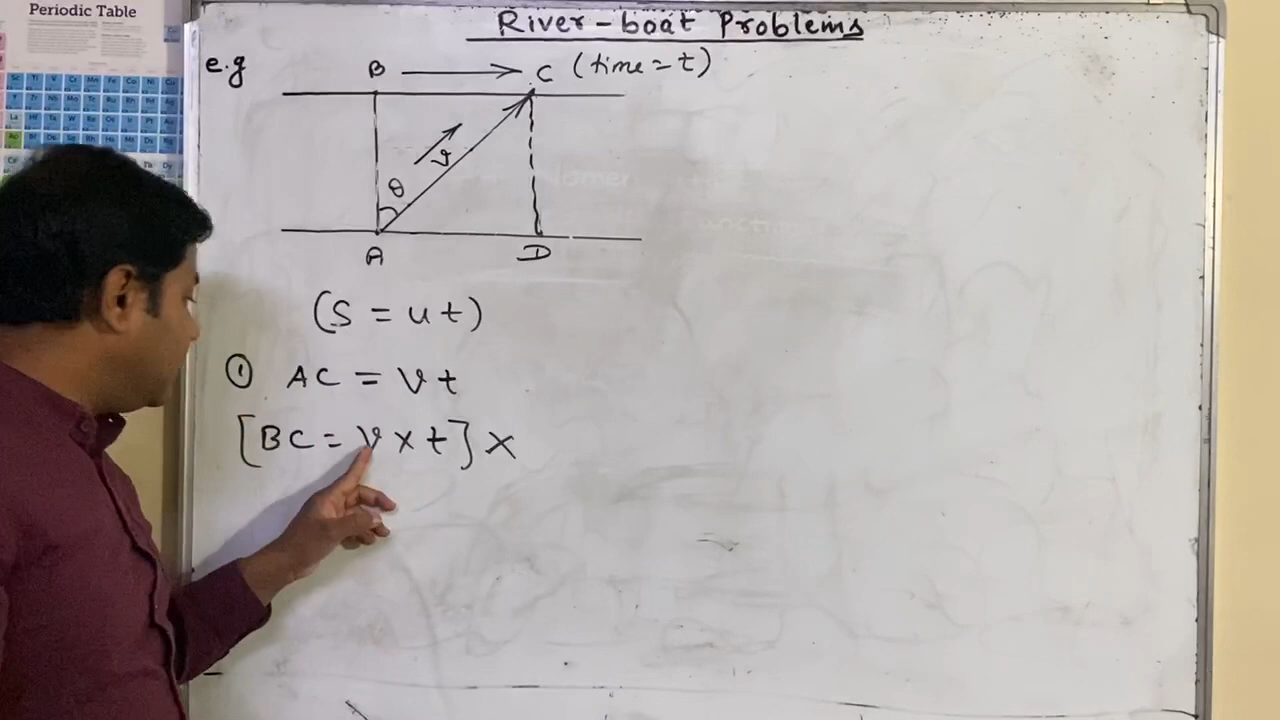 Periodic Table
River-boat Problems
e.g
B C (time = t)
v
θ
A D
(S = ut)
① AC = vt
[BC = v x t] x